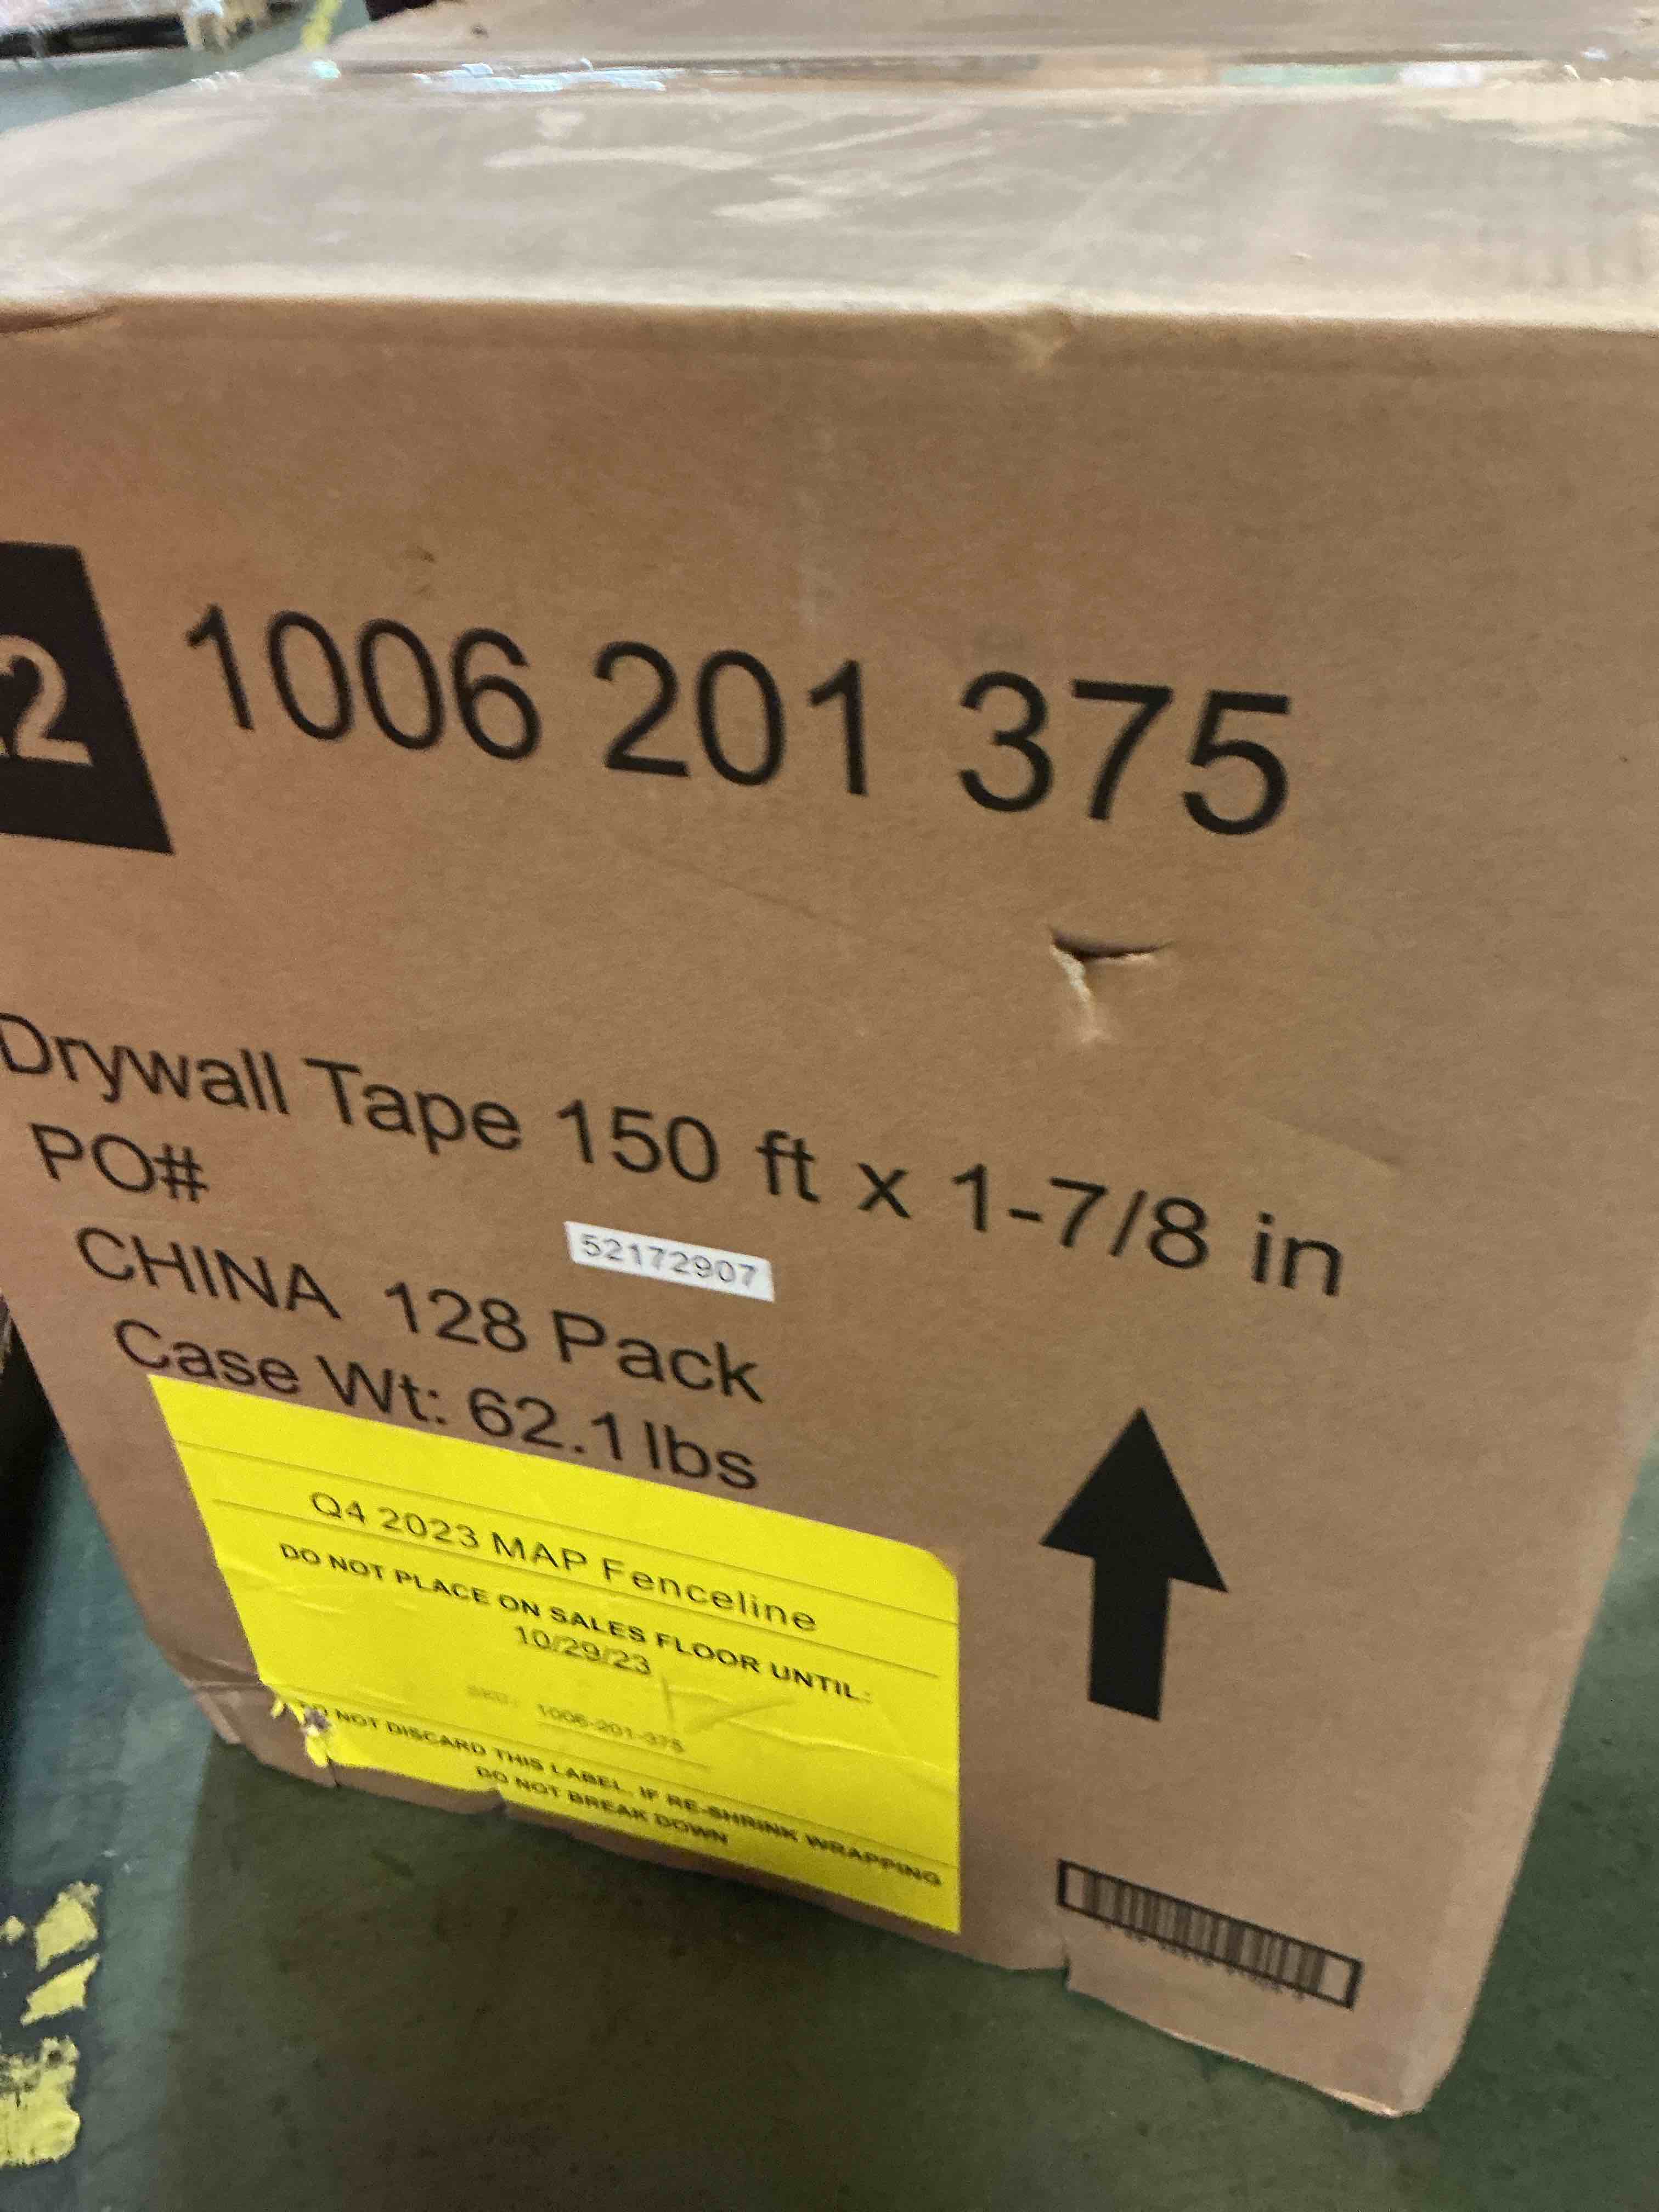 2 1006 201 375
Drywall Tape 150 ft x 1-7/8 in
PO#
52172907
CHINA 128 Pack
Case Wt: 62.1 lbs
Q4 2023 MAP Fenceline
DO NOT PLACE ON SALES FLOOR UNTIL:
10/29/23
SKU: 1006-201-375
DO NOT DISCARD THIS LABEL, IF RE-SHRINK WRAPPING
DO NOT BREAK DOWN